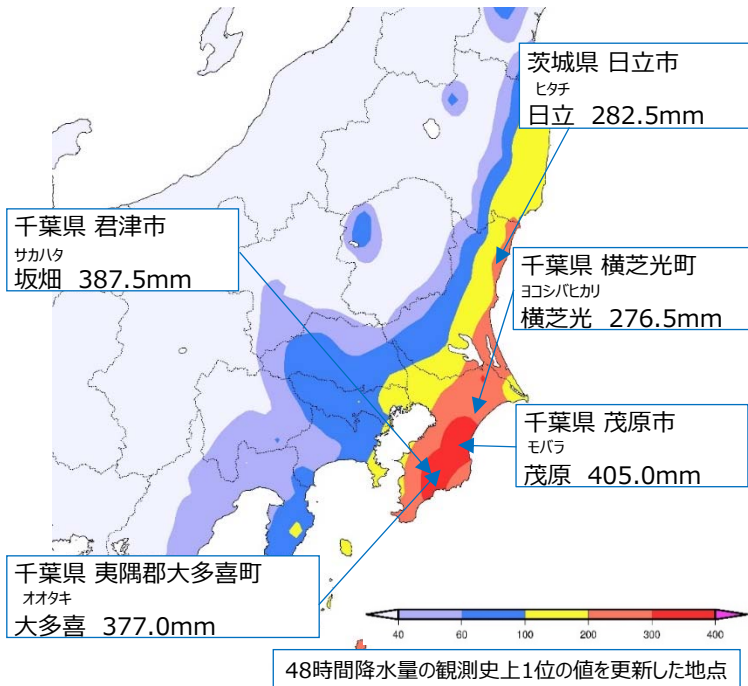 茨城県 日立市
ヒタチ
日立 282.5mm
千葉県 君津市
サカハタ
坂畑 387.5mm
千葉県 横芝光町
ヨコシバヒカリ
横芝光 276.5mm
千葉県 茂原市
モバラ
茂原 405.0mm
千葉県 夷隅郡大多喜町
オオタキ
大多喜 377.0mm
40 60 100 200 300 400
48時間降水量の観測史上1位の値を更新した地点